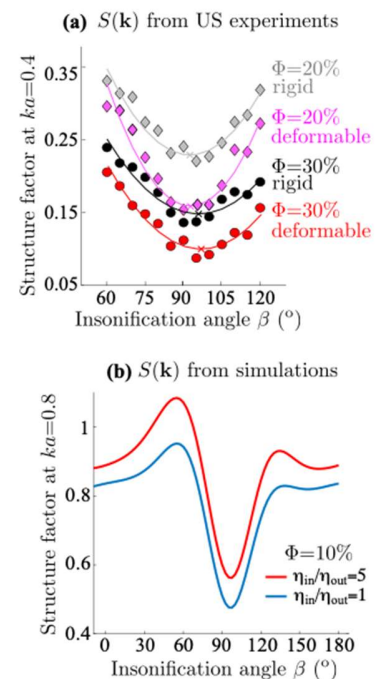 (a) S(k) from US experiments
Structure factor at ka=0.4
0.35
0.25
0.15
0.05
Φ=20%
rigid
Φ=20%
deformable
Φ=30%
rigid
Φ=30%
deformable
60 75 90 105 120
Insonification angle β (°)
(b) S(k) from simulations
Structure factor at ka=0.8
1
0.8
0.6
0.4
Φ=10%
ηin/ηout=5
ηin/ηout=1
0 30 60 90 120 150 180
Insonification angle β (°)